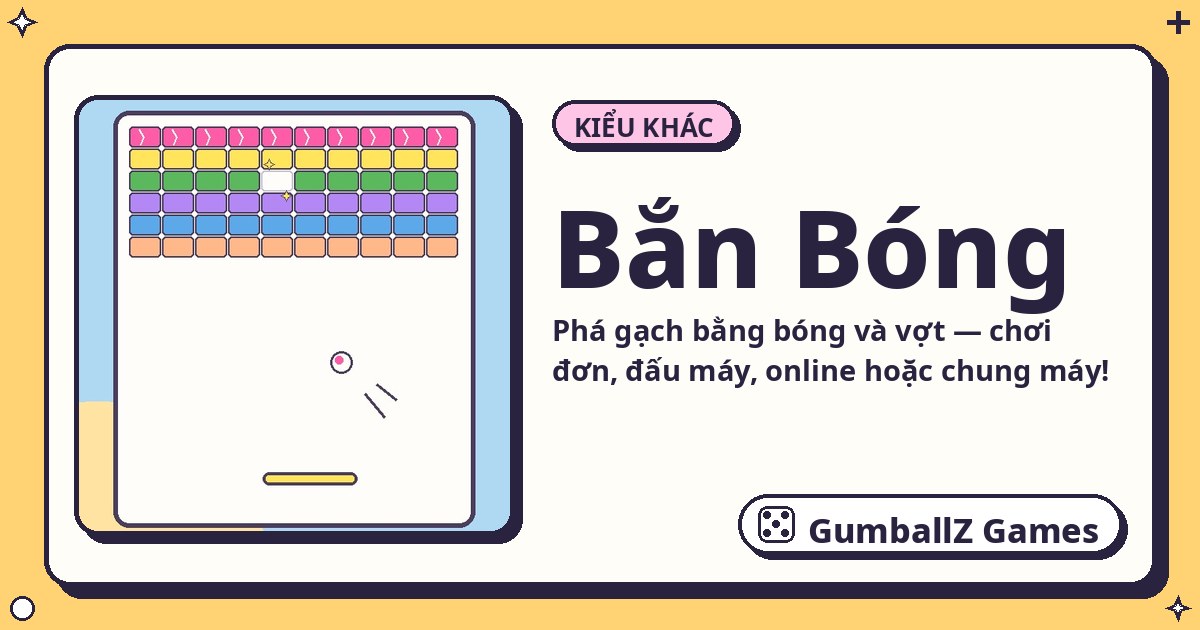 KIỂU KHÁC
Bắn Bóng
Phá gạch bằng bóng và vợt — chơi
đơn, đấu máy, online hoặc chung máy!
GumballZ Games